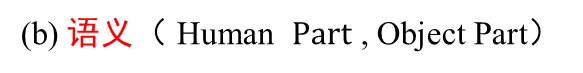 (b) 语义（ Human Part , Object Part）